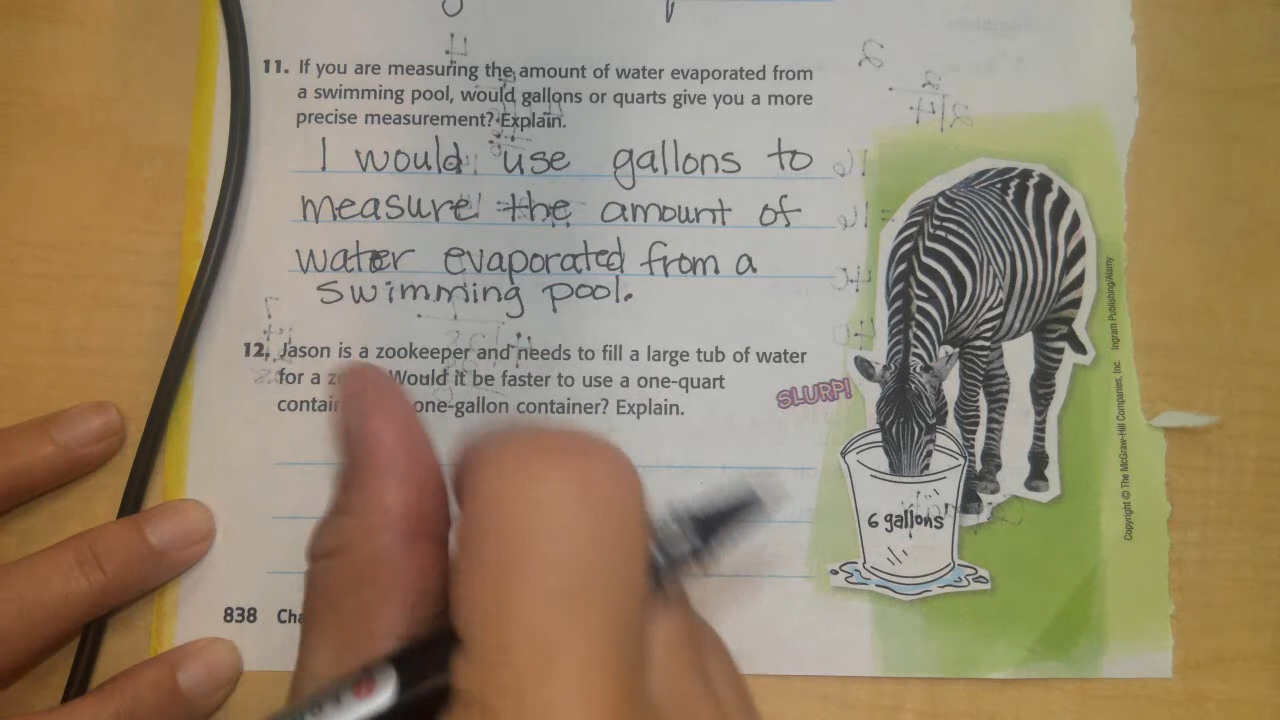 11. If you are measuring the amount of water evaporated from
a swimming pool, would gallons or quarts give you a more
precise measurement? Explain.
I would use gallons to
measure the amount of
water evaporated from a
swimming pool.
12. Jason is a zookeeper and needs to fill a large tub of water
for a Would it be faster to use a one-quart
one-gallon container? Explain.
SLURP!
6 gallons
838
Copyright © The McGraw-Hill Companies, Inc. Ingram Publishing/Alamy